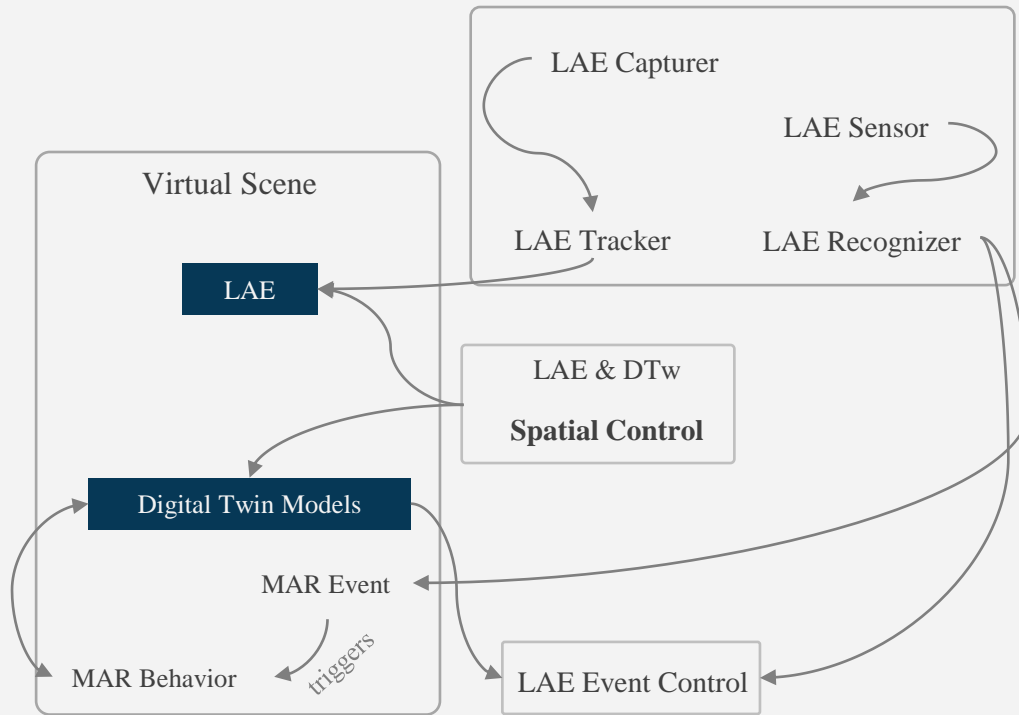 LAE Capturer
LAE Sensor
LAE Tracker
LAE Recognizer
Virtual Scene
LAE
LAE & DTw
Spatial Control
Digital Twin Models
MAR Event
triggers
MAR Behavior
LAE Event Control